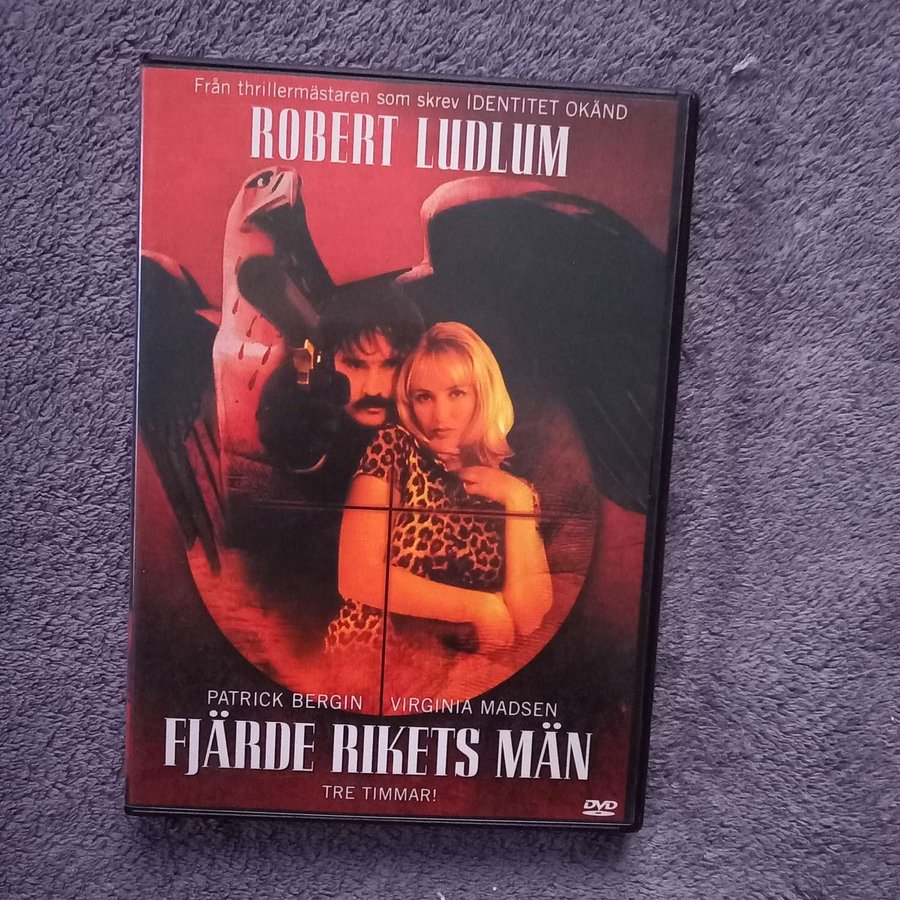 Från thrillermästaren som skrev IDENTITET OKÄND
ROBERT LUDLUM
PATRICK BERGIN VIRGINIA MADSEN
FJÄRDE RIKETS MÄN
TRE TIMMAR!
DVD